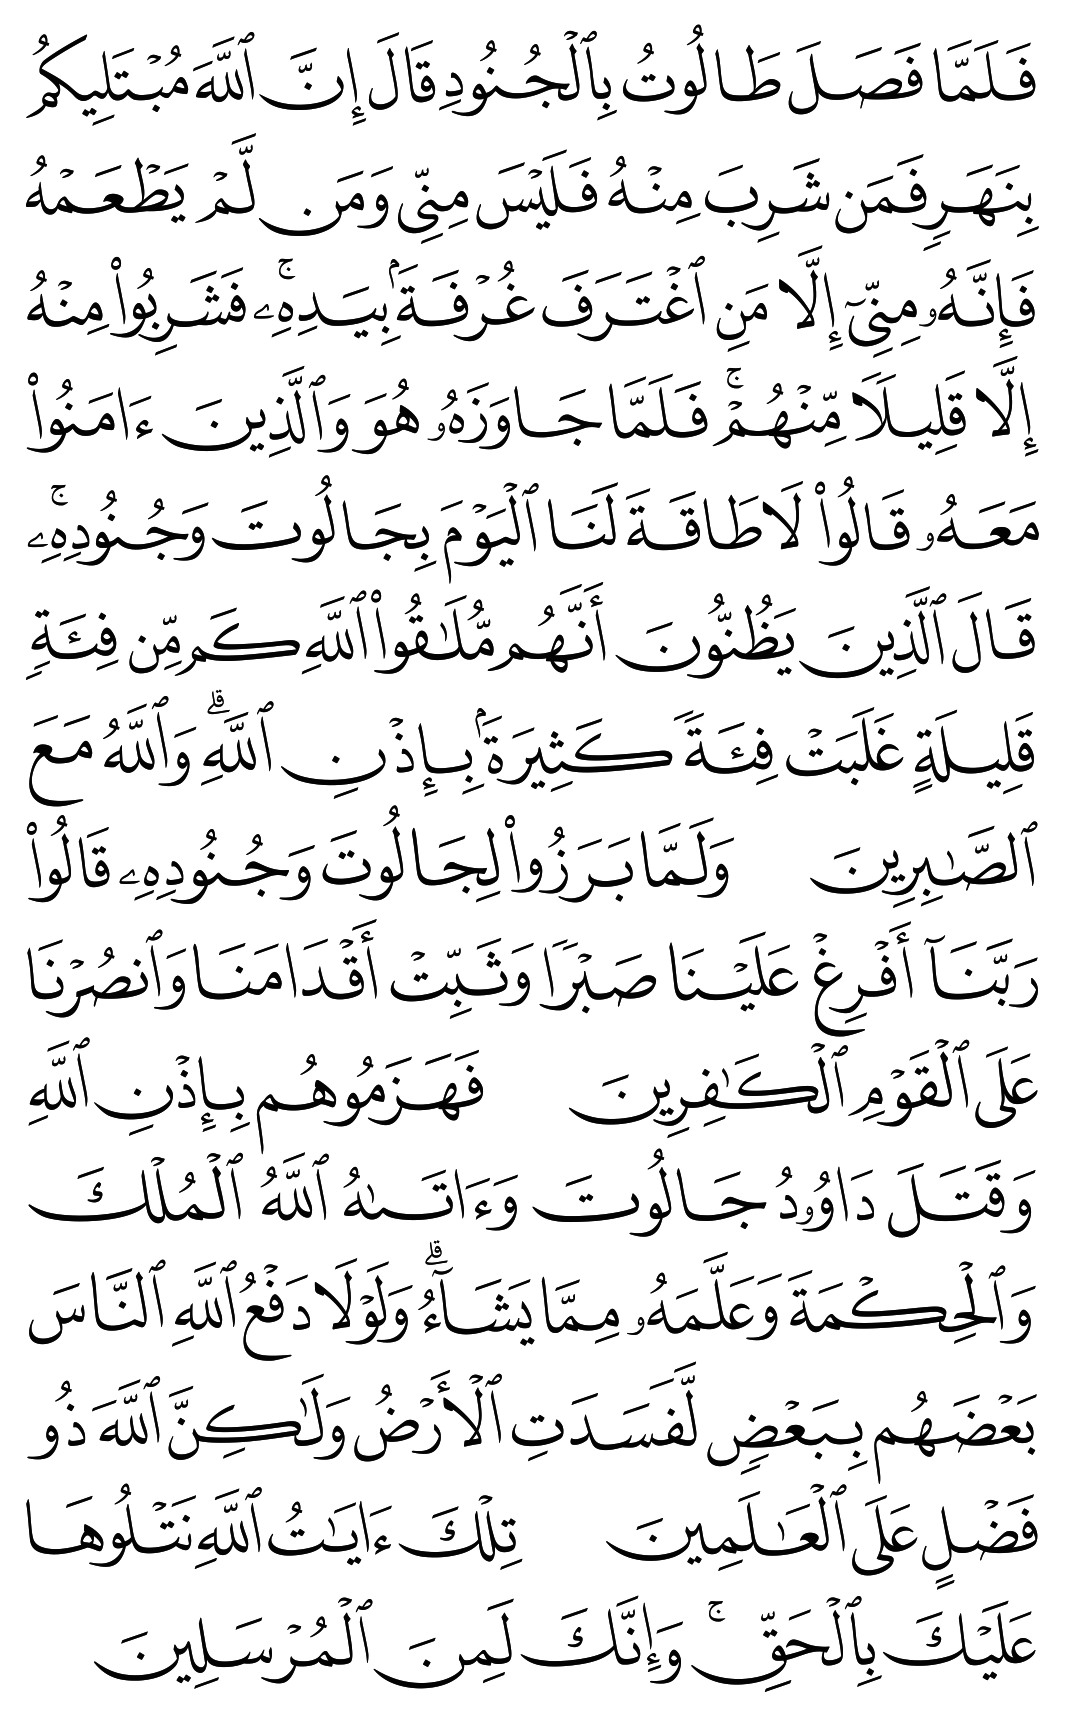 فَلَمَّا فَصَلَ طَالُوتُ بِٱلۡجُنُودِ قَالَ إِنَّ ٱللَّهَ مُبۡتَلِيكُم
بِنَهَرٖ فَمَن شَرِبَ مِنۡهُ فَلَيۡسَ مِنِّي وَمَن لَّمۡ يَطۡعَمۡهُ
فَإِنَّهُۥ مِنِّيٓ إِلَّا مَنِ ٱغۡتَرَفَ غُرۡفَةَۢ بِيَدِهِۦۚ فَشَرِبُواْ مِنۡهُ
إِلَّا قَلِيلٗا مِّنۡهُمۡۚ فَلَمَّا جَاوَزَهُۥ هُوَ وَٱلَّذِينَ ءَامَنُواْ
مَعَهُۥ قَالُواْ لَا طَاقَةَ لَنَا ٱلۡيَوۡمَ بِجَالُوتَ وَجُنُودِهِۦۚ
قَالَ ٱلَّذِينَ يَظُنُّونَ أَنَّهُم مُّلَٰقُواْ ٱللَّهِ كَم مِّن فِئَةٖ
قَلِيلَةٍ غَلَبَتۡ فِئَةٗ كَثِيرَةَۢ بِإِذۡنِ ٱللَّهِۗ وَٱللَّهُ مَعَ
ٱلصَّٰبِرِينَ وَلَمَّا بَرَزُواْ لِجَالُوتَ وَجُنُودِهِۦ قَالُواْ
رَبَّنَآ أَفۡرِغۡ عَلَيۡنَا صَبۡرٗا وَثَبِّتۡ أَقۡدَامَنَا وَٱنصُرۡنَا
عَلَى ٱلۡقَوۡمِ ٱلۡكَٰفِرِينَ فَهَزَمُوهُم بِإِذۡنِ ٱللَّهِ
وَقَتَلَ دَاوُۥدُ جَالُوتَ وَءَاتَىٰهُ ٱللَّهُ ٱلۡمُلۡكَ
وَٱلۡحِكۡمَةَ وَعَلَّمَهُۥ مِمَّا يَشَآءُۗ وَلَوۡلَا دَفۡعُ ٱللَّهِ ٱلنَّاسَ
بَعۡضَهُم بِبَعۡضٖ لَّفَسَدَتِ ٱلۡأَرۡضُ وَلَٰكِنَّ ٱللَّهَ ذُو
فَضۡلٍ عَلَى ٱلۡعَٰلَمِينَ تِلۡكَ ءَايَٰتُ ٱللَّهِ نَتۡلُوهَا
عَلَيۡكَ بِٱلۡحَقِّۚ وَإِنَّكَ لَمِنَ ٱلۡمُرۡسَلِينَ